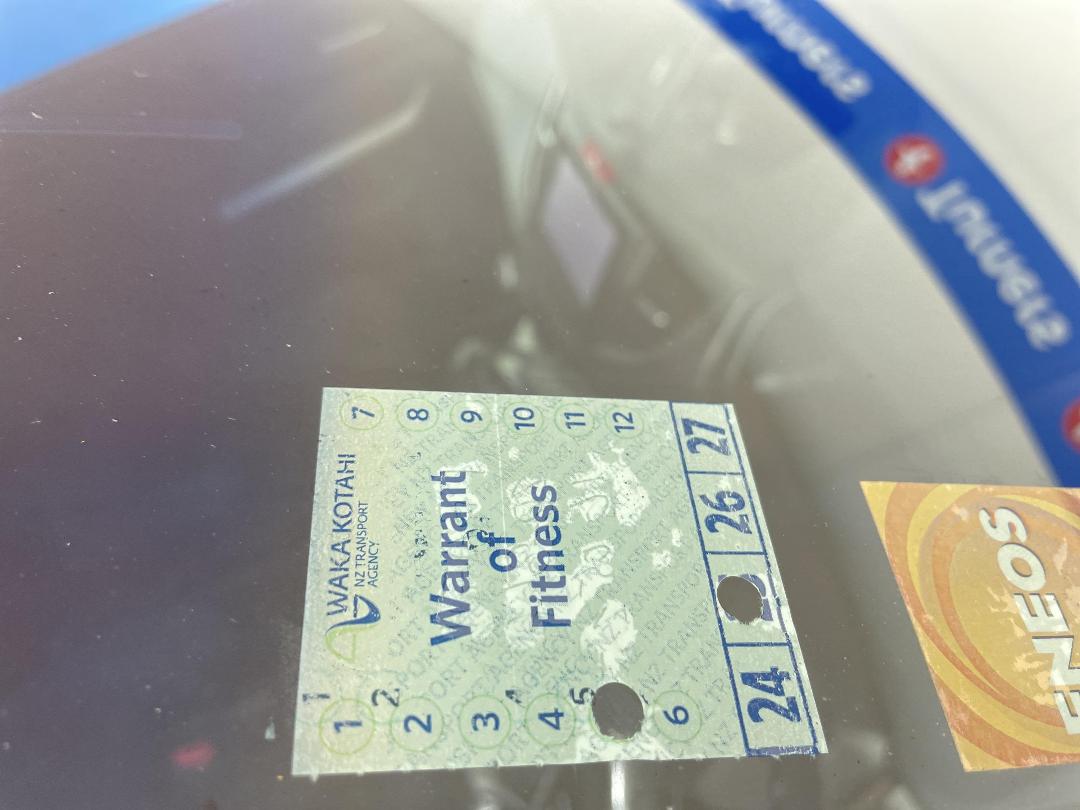 WAKA KOTAHI
NZ TRANSPORT
AGENCY
Warrant
of
Fitness
1
2
3
4
5
6
7
8
9
10
11
12
24
26
27
ENEOS